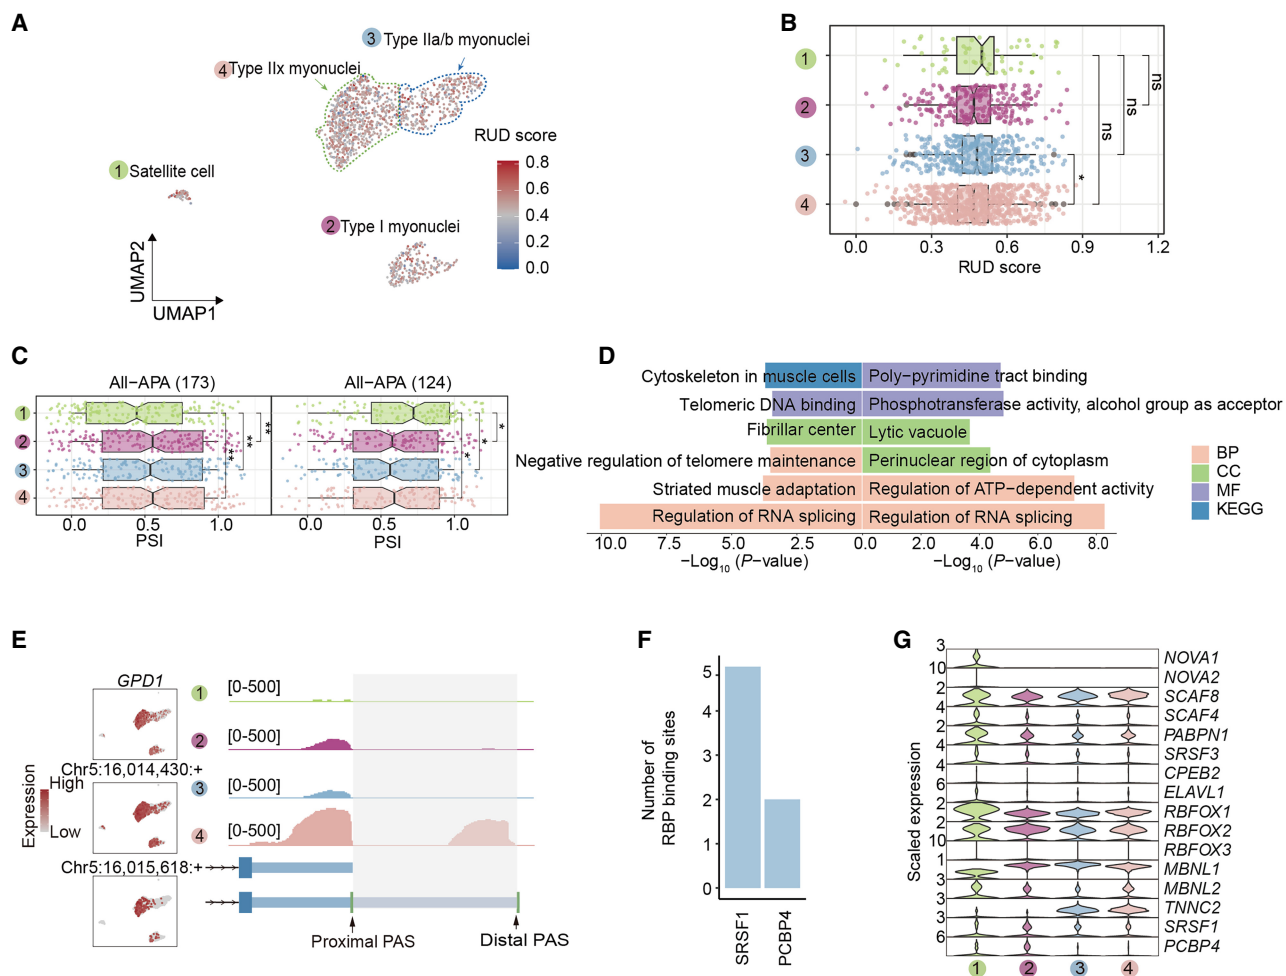 A
3 Type IIa/b myonuclei
4 Type IIx myonuclei
RUD score
0.8
0.6
0.4
0.2
0.0
1 Satellite cell
2 Type I myonuclei
UMAP2
UMAP1
B
1
2
3
4
ns
ns
ns
*
0.0 0.3 0.6 0.9 1.2
RUD score
C
All−APA (173)
All−APA (124)
1
2
3
4
**
**
**
*
*
*
0.0 0.5 1.0
PSI
0.0 0.5 1.0
PSI
D
Cytoskeleton in muscle cells
Poly−pyrimidine tract binding
Telomeric DNA binding
Phosphotransferase activity, alcohol group as acceptor
Fibrillar center
Lytic vacuole
Negative regulation of telomere maintenance
Perinuclear region of cytoplasm
Striated muscle adaptation
Regulation of ATP−dependent activity
Regulation of RNA splicing
Regulation of RNA splicing
10.0 7.5 5.0 2.5 0.0 2.0 4.0 6.0 8.0
−Log10 (P−value)
−Log10 (P−value)
BP
CC
MF
KEGG
E
GPD1
Chr5:16,014,430:+
Chr5:16,015,618:+
Expression
High
Low
1 [0-500]
2 [0-500]
3 [0-500]
4 [0-500]
Proximal PAS
Distal PAS
F
Number of
RBP binding sites
5
4
3
2
1
0
SRSF1
PCBP4
G
Scaled expression
3
10
2
4
2
4
4
6
2
2
10
1
3
3
3
6
NOVA1
NOVA2
SCAF8
SCAF4
PABPN1
SRSF3
CPEB2
ELAVL1
RBFOX1
RBFOX2
RBFOX3
MBNL1
MBNL2
TNNC2
SRSF1
PCBP4
1 2 3 4